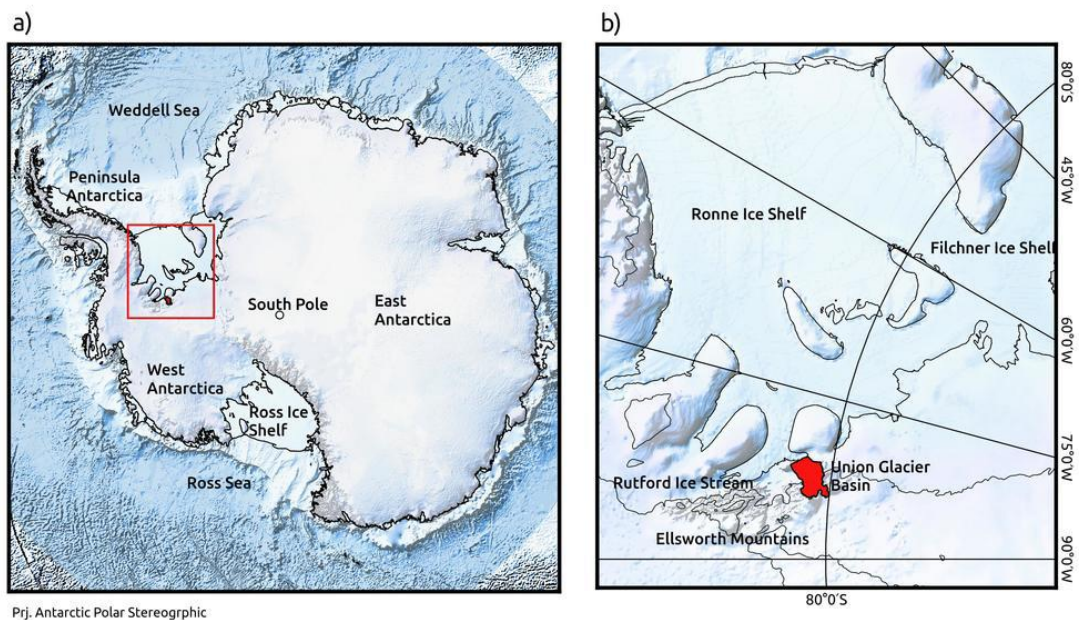 a)
Weddell Sea
Peninsula
Antarctica
South Pole
East
Antarctica
West
Antarctica
Ross Ice
Shelf
Ross Sea
Prj. Antarctic Polar Stereogrphic
b)
80°0'S
45°0'W
Ronne Ice Shelf
Filchner Ice Shelf
60°0'W
75°0'W
Union Glacier
Basin
Rutford Ice Stream
Ellsworth Mountains
90°0'W
80°0'S